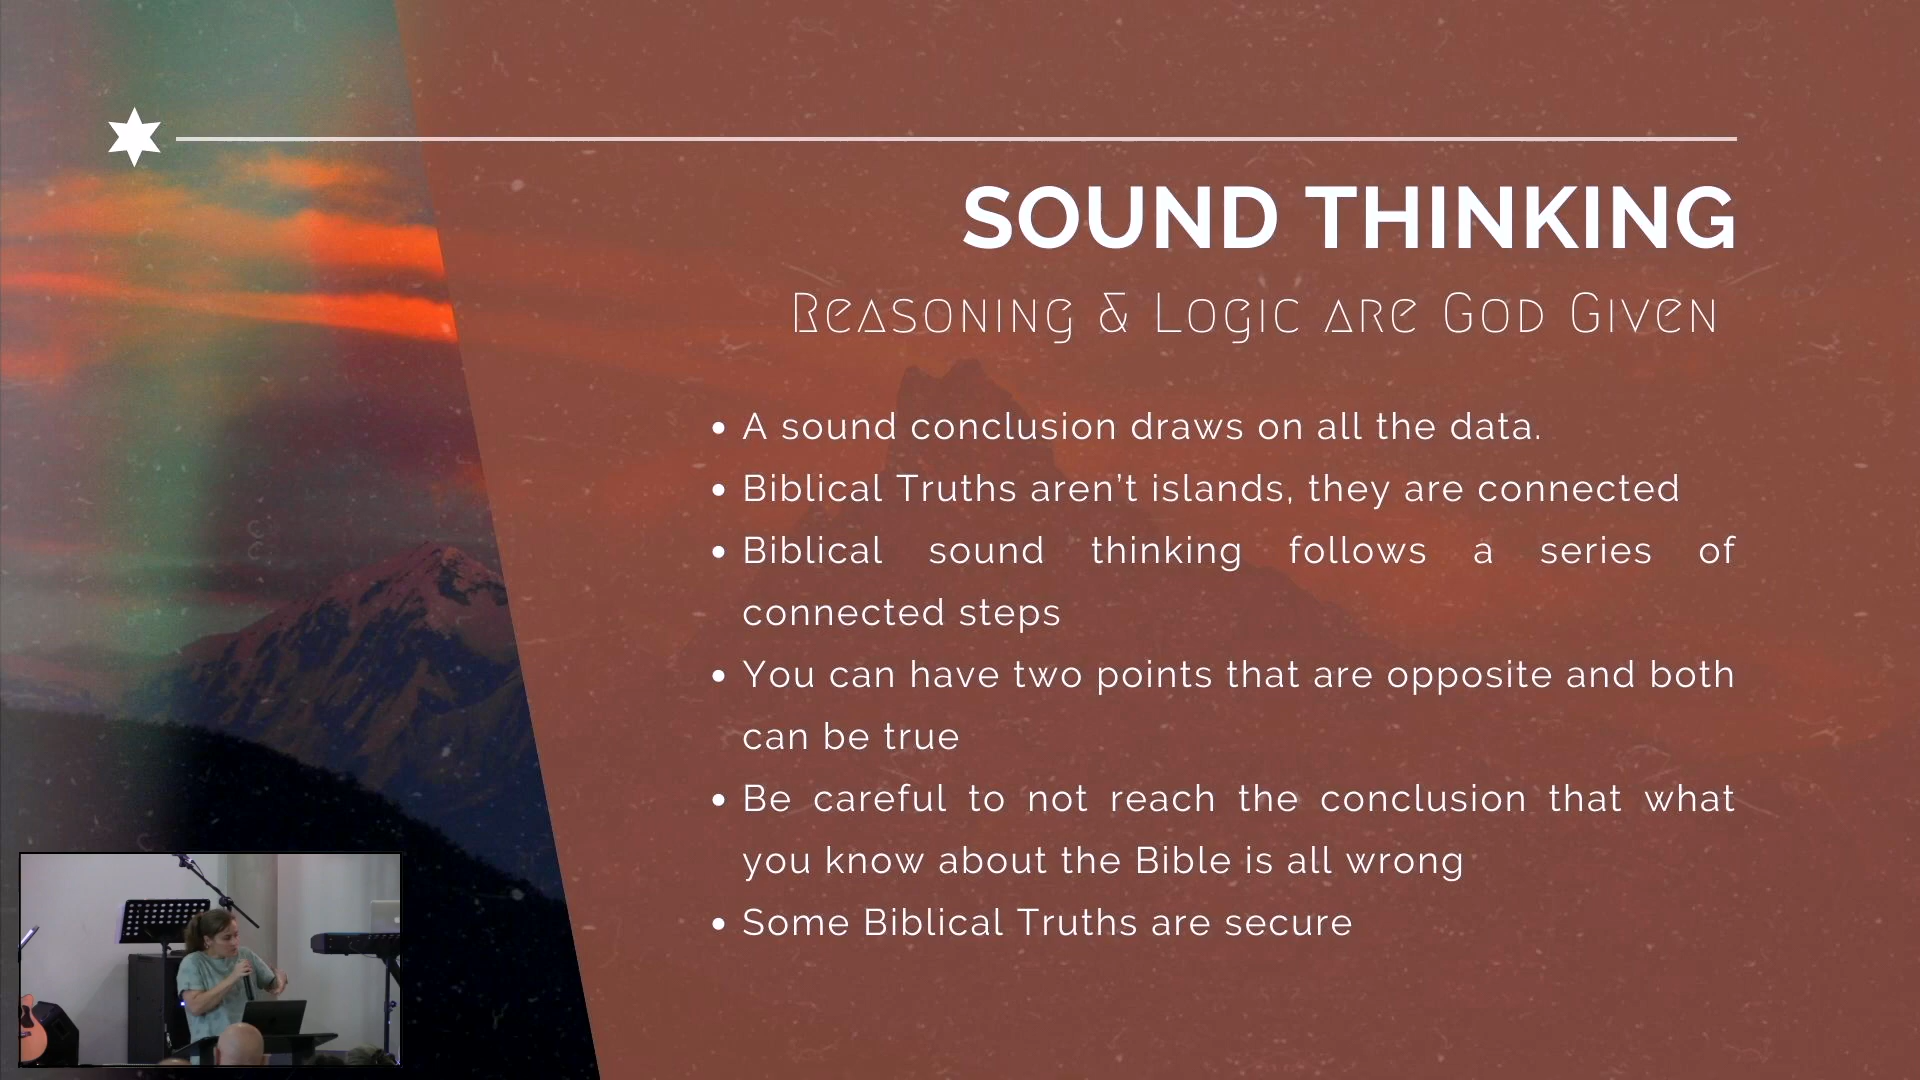 SOUND THINKING
Reasoning & Logic are God Given
• A sound conclusion draws on all the data.
• Biblical Truths aren’t islands, they are connected
• Biblical sound thinking follows a series of
connected steps
• You can have two points that are opposite and both
can be true
• Be careful to not reach the conclusion that what
you know about the Bible is all wrong
• Some Biblical Truths are secure